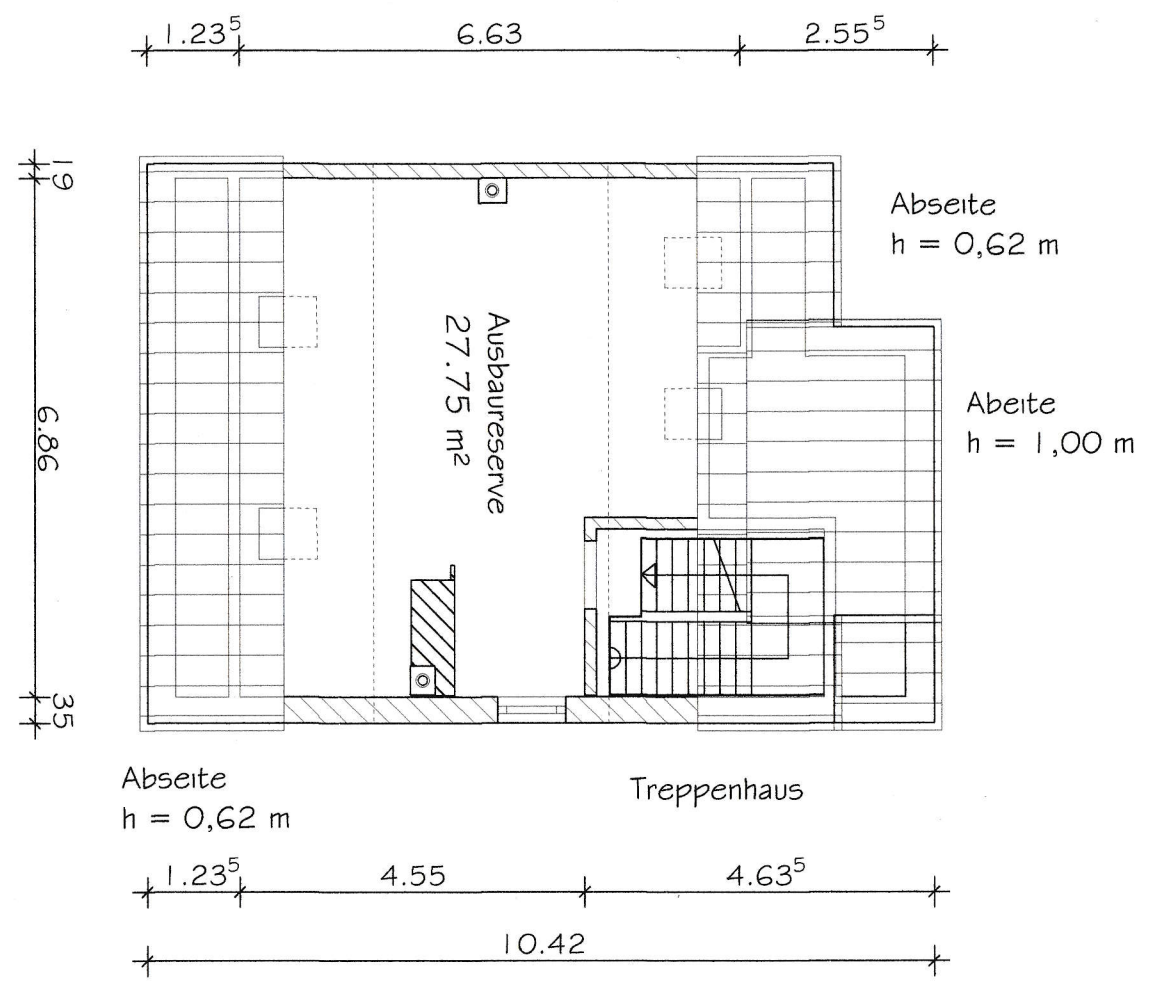 1.23⁵
6.63
2.55⁵
19
6.86
35
Abseite
h = 0,62 m
Abeite
h = 1,00 m
Ausbaureserve
27.75 m²
Abseite
h = 0,62 m
Treppenhaus
1.23⁵
4.55
4.63⁵
10.42